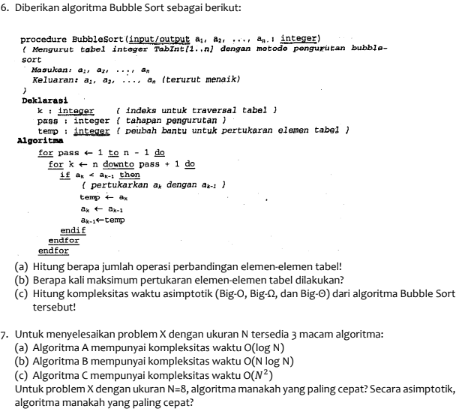 6. Diberikan algoritma Bubble Sort sebagai berikut:
procedure BubbleSort(input/output a₁, a₂, ..., aₙ : integer)
{ Mengurut tabel integer TabInt[1..n] dengan metode pengurutan bubble-
sort
Masukan: a₁, a₂, ..., aₙ
Keluaran: a₁, a₂, ..., aₙ (terurut menaik)
}
Deklarasi
k : integer { indeks untuk traversal tabel }
pass : integer { tahapan pengurutan }
temp : integer { peubah bantu untuk pertukaran elemen tabel }
Algoritma
for pass ← 1 to n - 1 do
for k ← n downto pass + 1 do
if aₖ < aₖ₋₁ then
{ pertukarkan aₖ dengan aₖ₋₁ }
temp ← aₖ
aₖ ← aₖ₋₁
aₖ₋₁←temp
endif
endfor
endfor
(a) Hitung berapa jumlah operasi perbandingan elemen-elemen tabel!
(b) Berapa kali maksimum pertukaran elemen-elemen tabel dilakukan?
(c) Hitung kompleksitas waktu asimptotik (Big-O, Big-Ω, dan Big-Θ) dari algoritma Bubble Sort
tersebut!
7. Untuk menyelesaikan problem X dengan ukuran N tersedia 3 macam algoritma:
(a) Algoritma A mempunyai kompleksitas waktu O(log N)
(b) Algoritma B mempunyai kompleksitas waktu O(N log N)
(c) Algoritma C mempunyai kompleksitas waktu O(N²)
Untuk problem X dengan ukuran N=8, algoritma manakah yang paling cepat? Secara asimptotik,
algoritma manakah yang paling cepat?